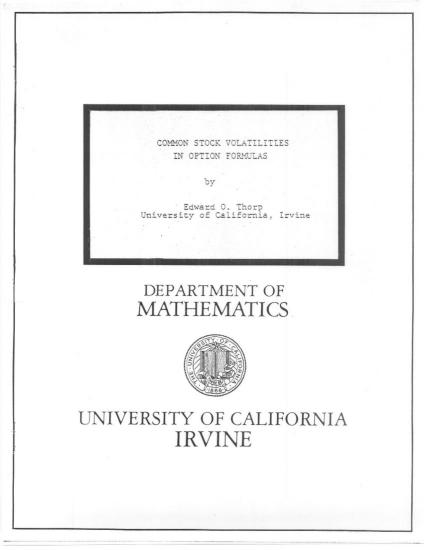 COMMON STOCK VOLATILITIES
IN OPTION FORMULAS
by
Edward O. Thorp
University of California, Irvine
DEPARTMENT OF
MATHEMATICS
THE UNIVERSITY OF CALIFORNIA
1868
UNIVERSITY OF CALIFORNIA
IRVINE